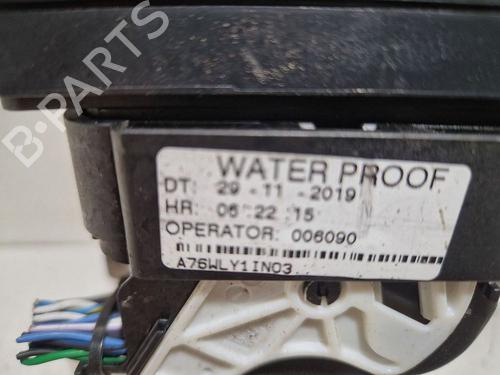 B-PARTS
WATER PROOF
DT: 29 - 11 - 2019
HR: 06 : 22 : 15
OPERATOR: 006090
A76WLY1IN03